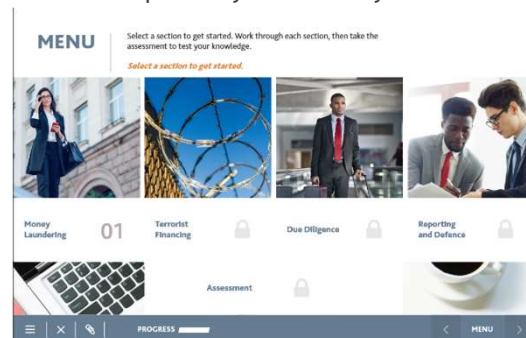 MENU
Select a section to get started. Work through each section, then take the
assessment to test your knowledge.
Select a section to get started.
Money
Laundering
01
Terrorist
Financing
Due Diligence
Reporting
and Defence
Assessment
PROGRESS
MENU